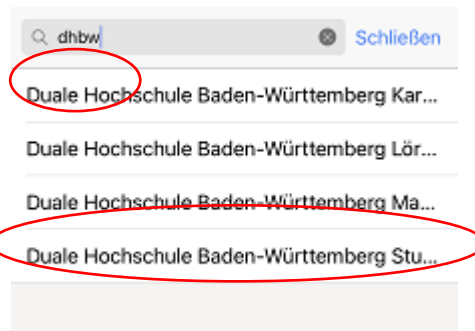 dhbw Schließen
Duale Hochschule Baden-Württemberg Kar...
Duale Hochschule Baden-Württemberg Lör...
Duale Hochschule Baden-Württemberg Ma...
Duale Hochschule Baden-Württemberg Stu...